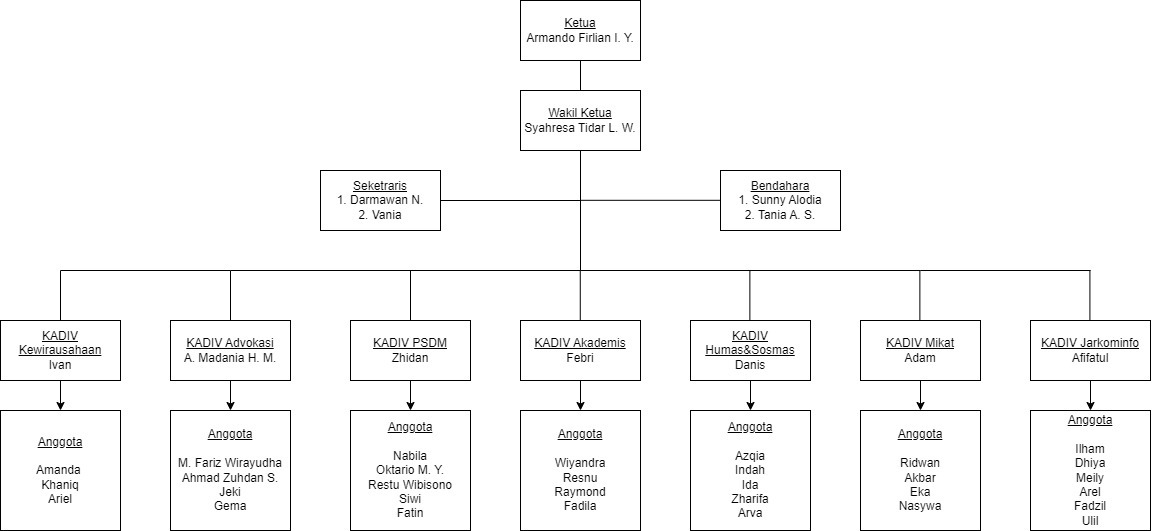 Ketua
Armando Firlian I. Y.
Wakil Ketua
Syahresa Tidar L. W.
Seketraris
1. Darmawan N.
2. Vania
Bendahara
1. Sunny Alodia
2. Tania A. S.
KADIV
Kewirausahaan
Ivan
KADIV Advokasi
A. Madania H. M.
KADIV PSDM
Zhidan
KADIV Akademis
Febri
KADIV
Humas&Sosmas
Danis
KADIV Mikat
Adam
KADIV Jarkominfo
Afifatul
Anggota
Amanda
Khaniq
Ariel
Anggota
M. Fariz Wirayudha
Ahmad Zuhdan S.
Jeki
Gema
Anggota
Nabila
Oktario M. Y.
Restu Wibisono
Siwi
Fatin
Anggota
Wiyandra
Resnu
Raymond
Fadila
Anggota
Azqia
Indah
Ida
Zharifa
Arva
Anggota
Ridwan
Akbar
Eka
Nasywa
Anggota
Ilham
Dhiya
Meily
Arel
Fadzil
Ulil